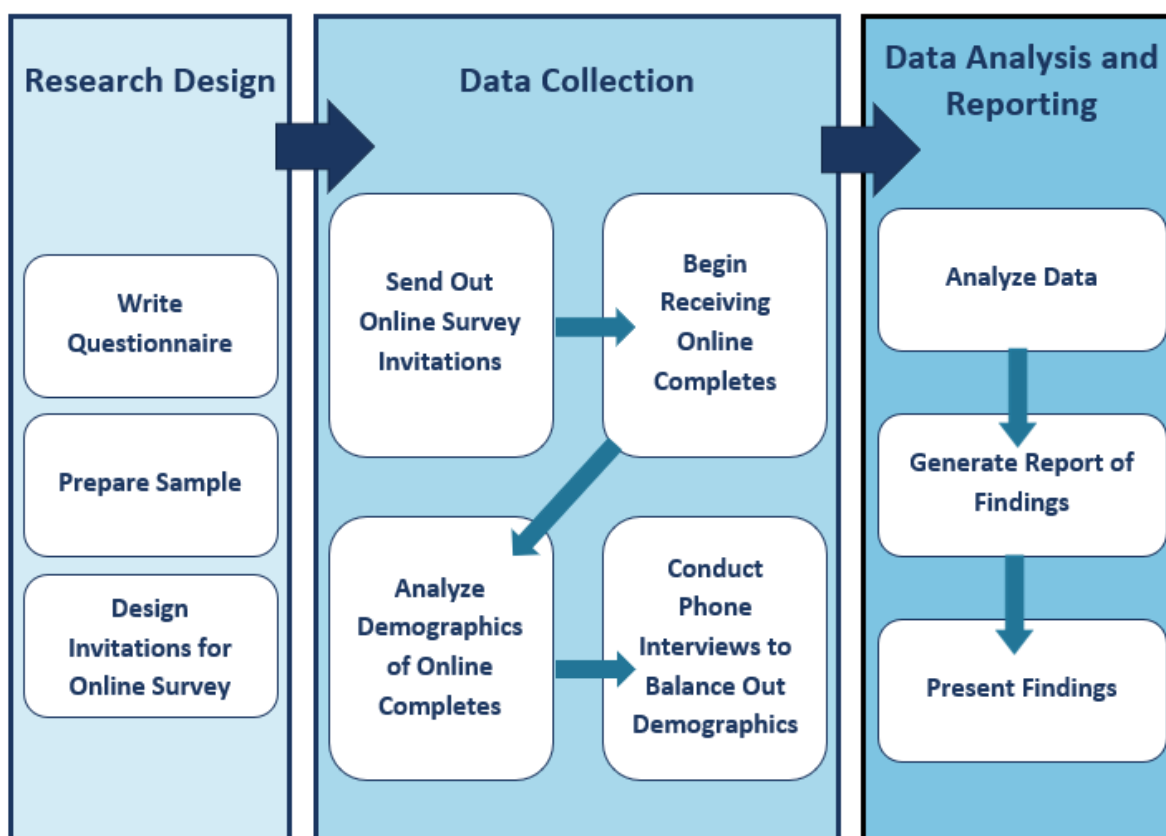 Research Design
Write
Questionnaire
Prepare Sample
Design
Invitations for
Online Survey
Data Collection
Send Out
Online Survey
Invitations
Begin
Receiving
Online
Completes
Analyze
Demographics
of Online
Completes
Conduct
Phone
Interviews to
Balance Out
Demographics
Data Analysis and
Reporting
Analyze Data
Generate Report of
Findings
Present Findings